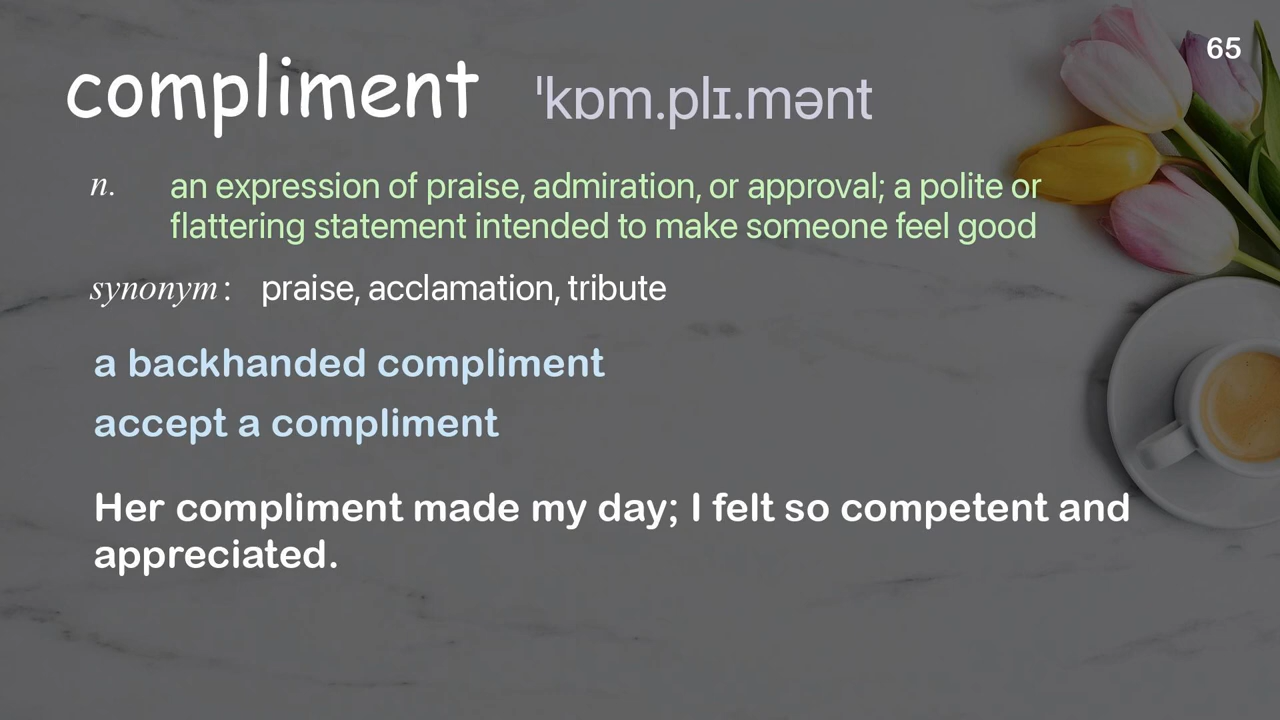 65
compliment ˈkɒm.plɪ.mənt
n. an expression of praise, admiration, or approval; a polite or
flattering statement intended to make someone feel good
synonym: praise, acclamation, tribute
a backhanded compliment
accept a compliment
Her compliment made my day; I felt so competent and
appreciated.